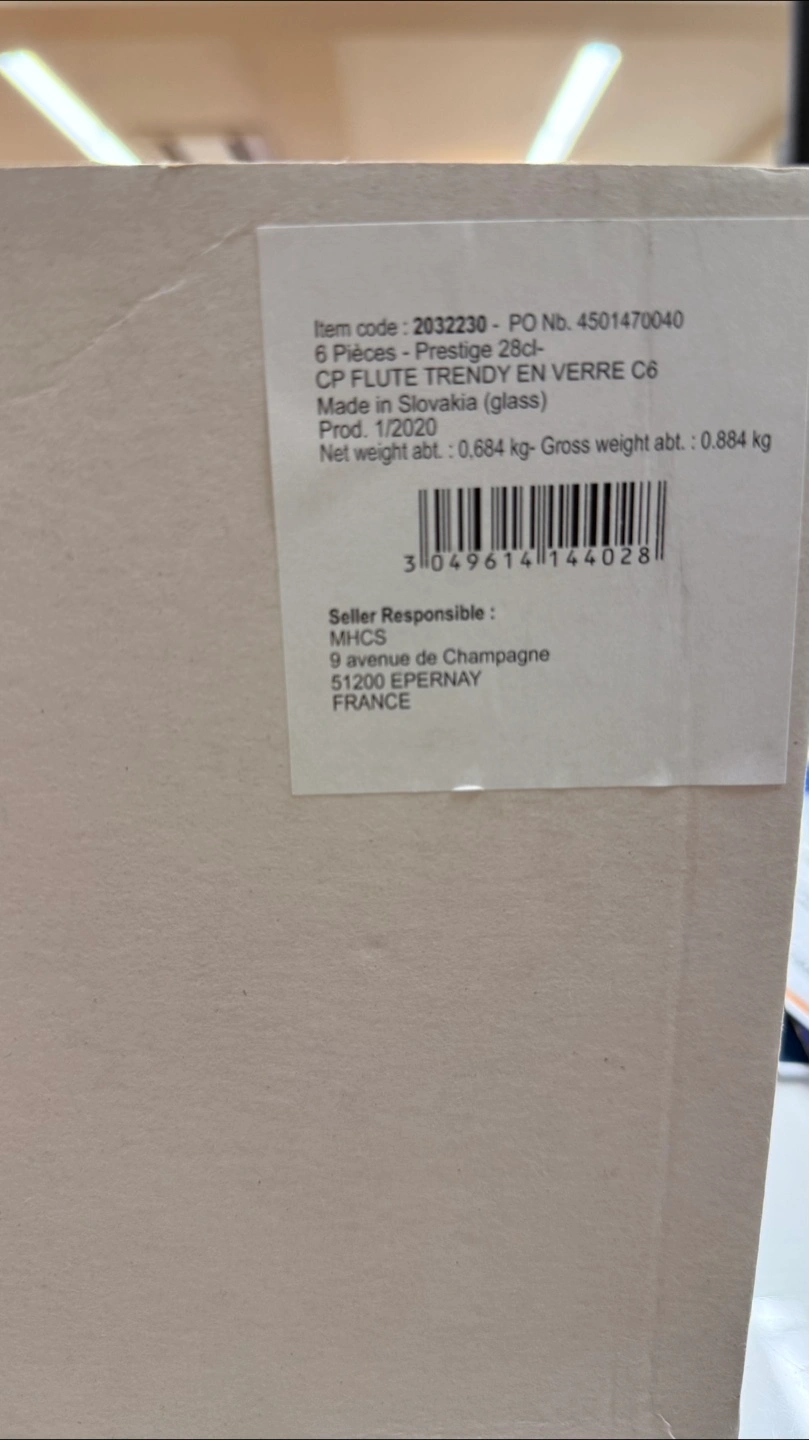 Item code : 2032230 - PO Nb. 4501470040
6 Pièces - Prestige 28cl-
CP FLUTE TRENDY EN VERRE C6
Made in Slovakia (glass)
Prod. 1/2020
Net weight abt. : 0,684 kg- Gross weight abt. : 0.884 kg
3 049614 144028
Seller Responsible :
MHCS
9 avenue de Champagne
51200 EPERNAY
FRANCE